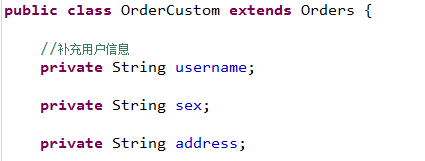 public class OrderCustom extends Orders {
//补充用户信息
private String username;
private String sex;
private String address;